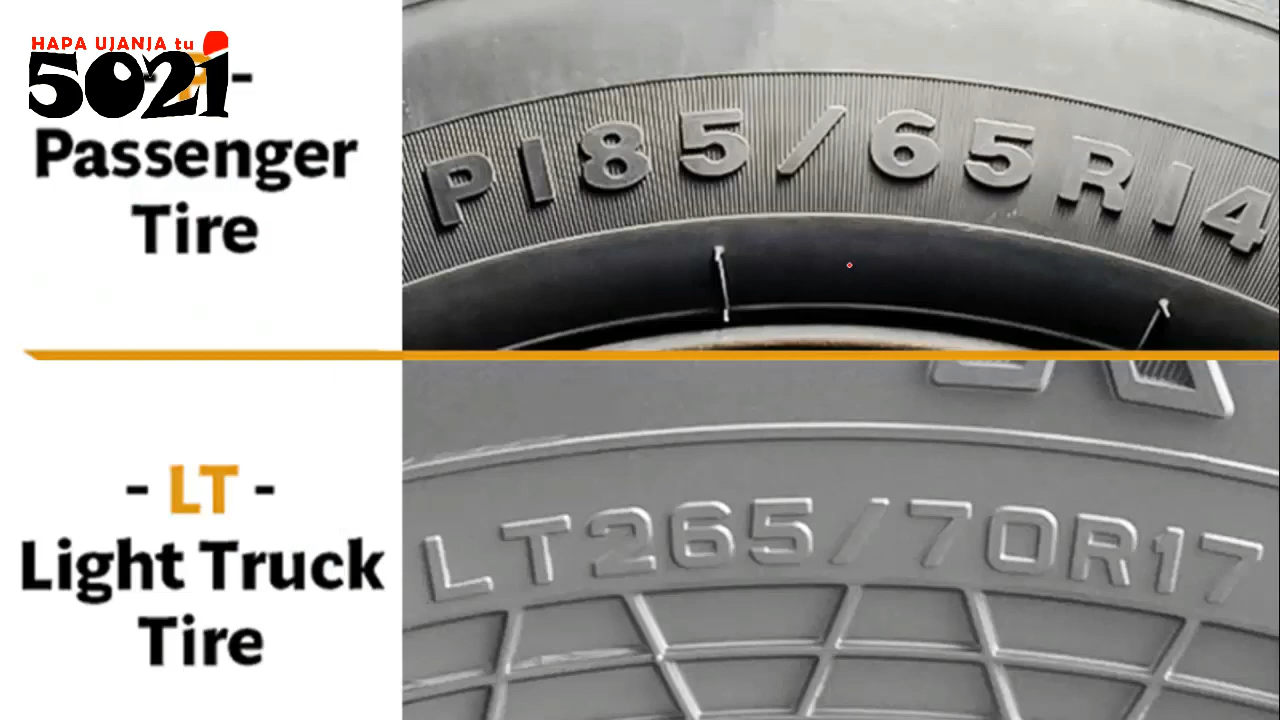 HAPA UJANJA tu
5021
Passenger
Tire
P185/65R14
- LT -
Light Truck
Tire
LT265/70R17